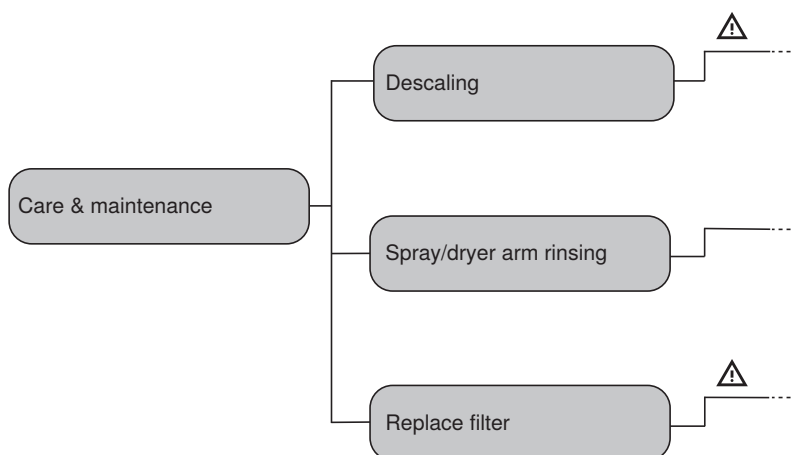 Descaling
Care & maintenance
Spray/dryer arm rinsing
Replace filter